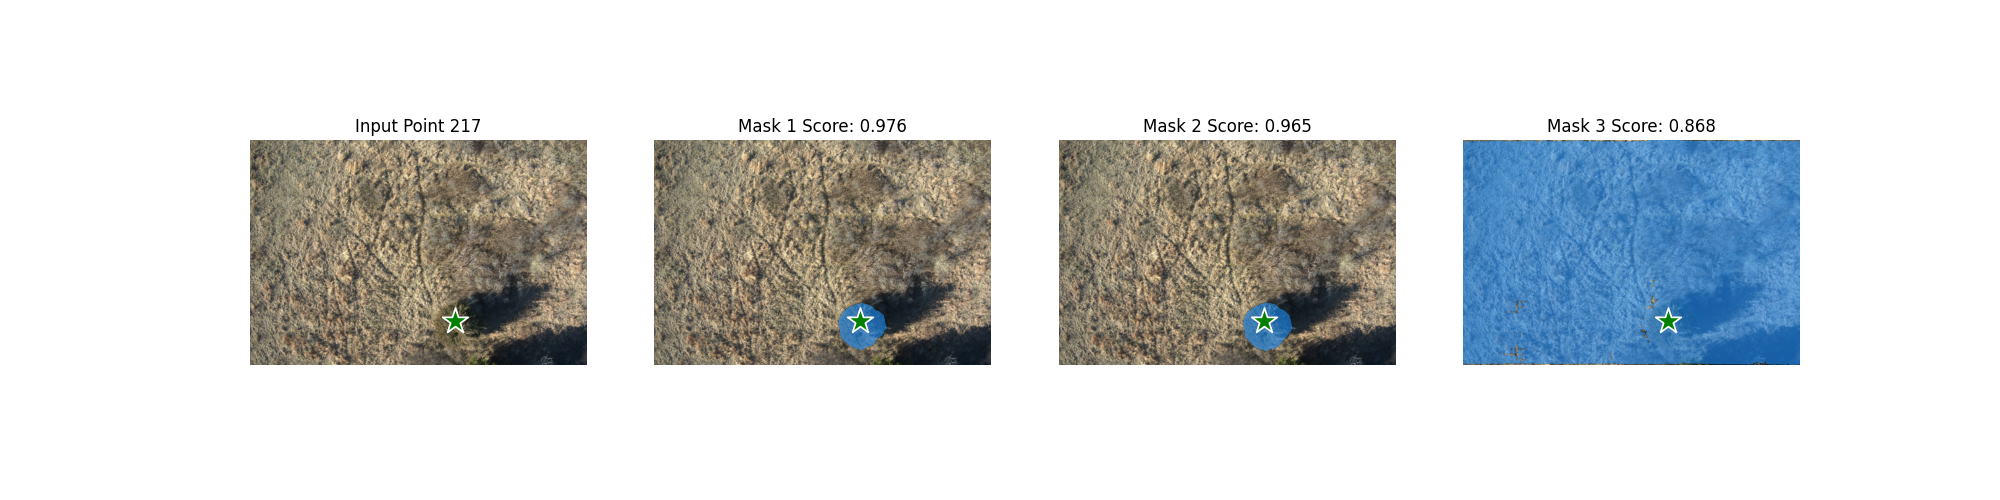 Input Point 217
Mask 1 Score: 0.976
Mask 2 Score: 0.965
Mask 3 Score: 0.868